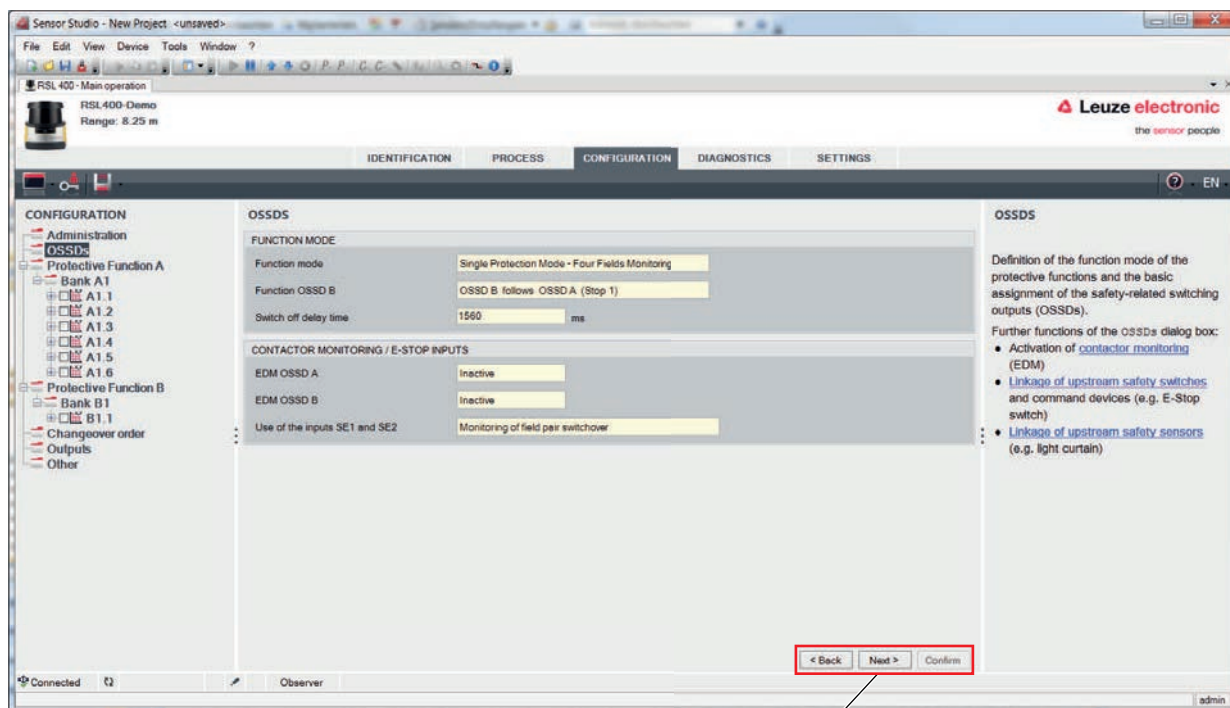 Sensor Studio - New Project <unsaved>
File Edit View Device Tools Window ?
RSL 400 - Main operation
RSL400-Demo
Range: 8.25 m
Leuze electronic
the sensor people
IDENTIFICATION PROCESS CONFIGURATION DIAGNOSTICS SETTINGS
EN
CONFIGURATION
Administration
OSSDs
Protective Function A
Bank A1
A1.1
A1.2
A1.3
A1.4
A1.5
A1.6
Protective Function B
Bank B1
B1.1
Changeover order
Outputs
Other
OSSDS
FUNCTION MODE
Function mode Single Protection Mode - Four Fields Monitoring
Function OSSD B OSSD B follows OSSD A (Stop 1)
Switch off delay time 1560 ms
CONTACTOR MONITORING / E-STOP INPUTS
EDM OSSD A Inactive
EDM OSSD B Inactive
Use of the inputs SE1 and SE2 Monitoring of field pair switchover
< Back Next > Confirm
OSSDS
Definition of the function mode of the
protective functions and the basic
assignment of the safety-related switching
outputs (OSSDs).
Further functions of the OSSDs dialog box:
• Activation of contactor monitoring
(EDM)
• Linkage of upstream safety switches
and command devices (e.g. E-Stop
switch)
• Linkage of upstream safety sensors
(e.g. light curtain)
Connected Observer
admin